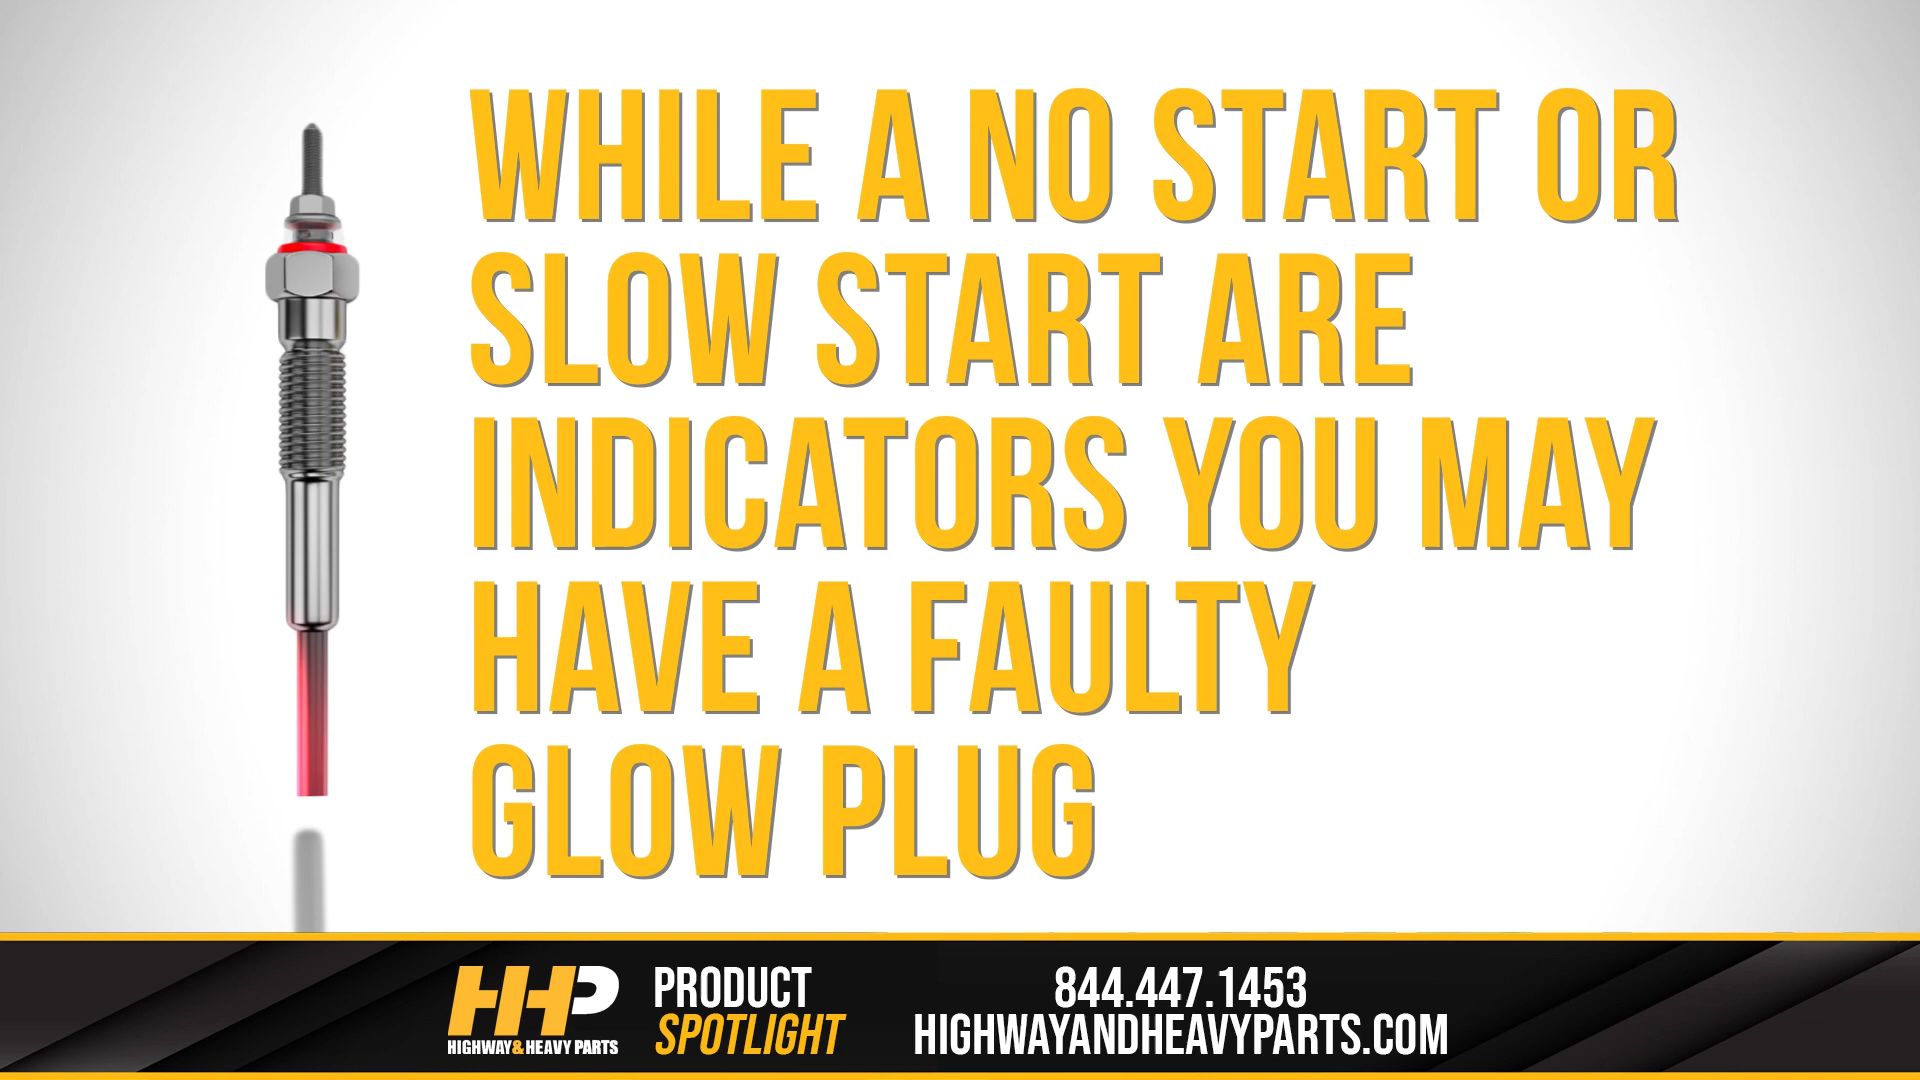 WHILE A NO START OR
SLOW START ARE
INDICATORS YOU MAY
HAVE A FAULTY
GLOW PLUG
HHP
HIGHWAY&HEAVY PARTS
PRODUCT
SPOTLIGHT
844.447.1453
HIGHWAYANDHEAVYPARTS.COM